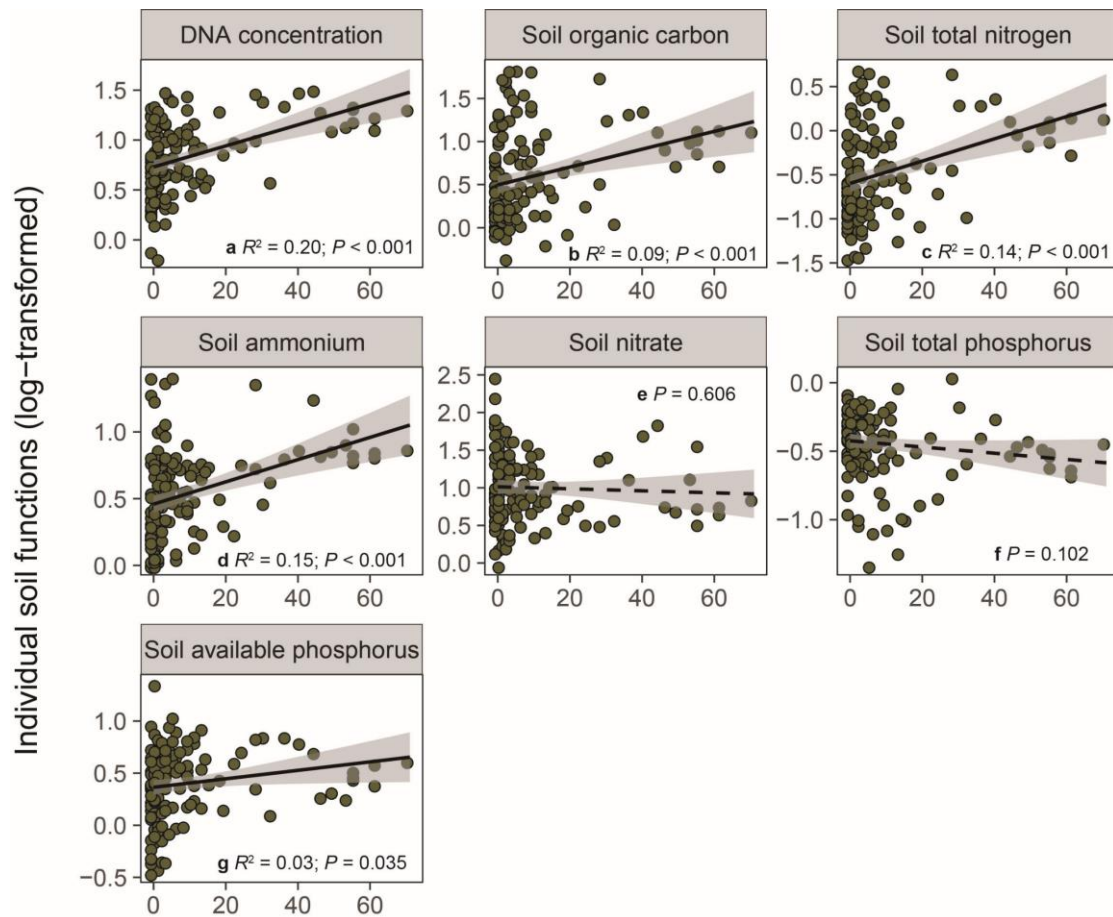 Individual soil functions (log−transformed)
DNA concentration
1.5
1.0
0.5
0.0
a R² = 0.20; P < 0.001
0 20 40 60
Soil organic carbon
1.5
1.0
0.5
0.0
b R² = 0.09; P < 0.001
0 20 40 60
Soil total nitrogen
0.5
0.0
−0.5
−1.0
−1.5
c R² = 0.14; P < 0.001
0 20 40 60
Soil ammonium
1.0
0.5
0.0
d R² = 0.15; P < 0.001
0 20 40 60
Soil nitrate
2.5
2.0
1.5
1.0
0.5
0.0
e P = 0.606
0 20 40 60
Soil total phosphorus
0.0
−0.5
−1.0
f P = 0.102
0 20 40 60
Soil available phosphorus
1.0
0.5
0.0
−0.5
g R² = 0.03; P = 0.035
0 20 40 60